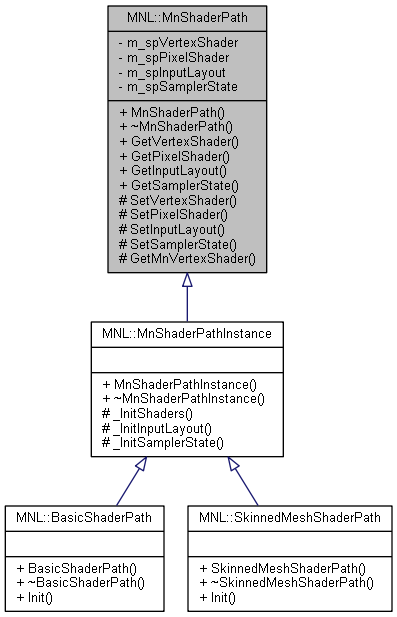 MNL::MnShaderPath
- m_spVertexShader
- m_spPixelShader
- m_spInputLayout
- m_spSamplerState
+ MnShaderPath()
+ ~MnShaderPath()
+ GetVertexShader()
+ GetPixelShader()
+ GetInputLayout()
+ GetSamplerState()
# SetVertexShader()
# SetPixelShader()
# SetInputLayout()
# SetSamplerState()
# GetMnVertexShader()
MNL::MnShaderPathInstance
+ MnShaderPathInstance()
+ ~MnShaderPathInstance()
# _InitShaders()
# _InitInputLayout()
# _InitSamplerState()
MNL::BasicShaderPath
+ BasicShaderPath()
+ ~BasicShaderPath()
+ Init()
MNL::SkinnedMeshShaderPath
+ SkinnedMeshShaderPath()
+ ~SkinnedMeshShaderPath()
+ Init()